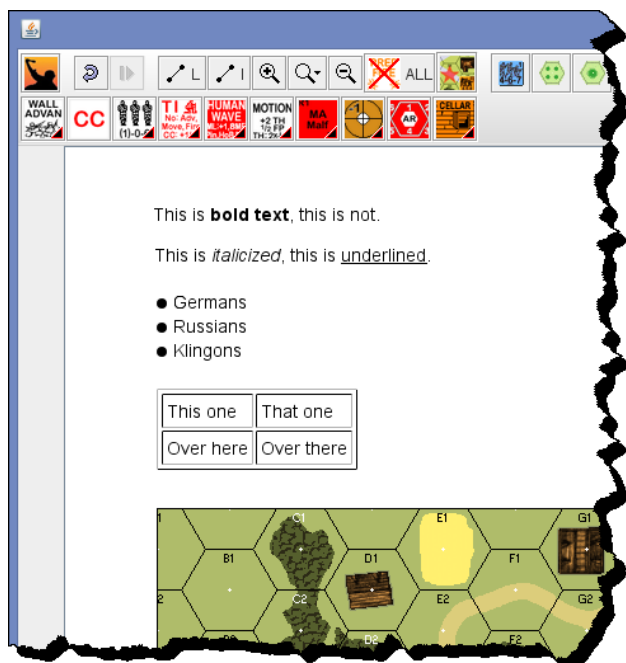 L I ALL 4-6-7
WALL ADVAN CC (1)-0- TI HUMAN WAVE MOTION MA Malf -1 AR CELLAR
No: Adv, +2 TH
Move, Fire 1/2 FP
CC: +1 TH: 2x
This is bold text, this is not.
This is italicized, this is underlined.
● Germans
● Russians
● Klingons
This one That one
Over here Over there
C1 E1 G1
B1 D1 F1
2 C2 E2 G2
D2 F2